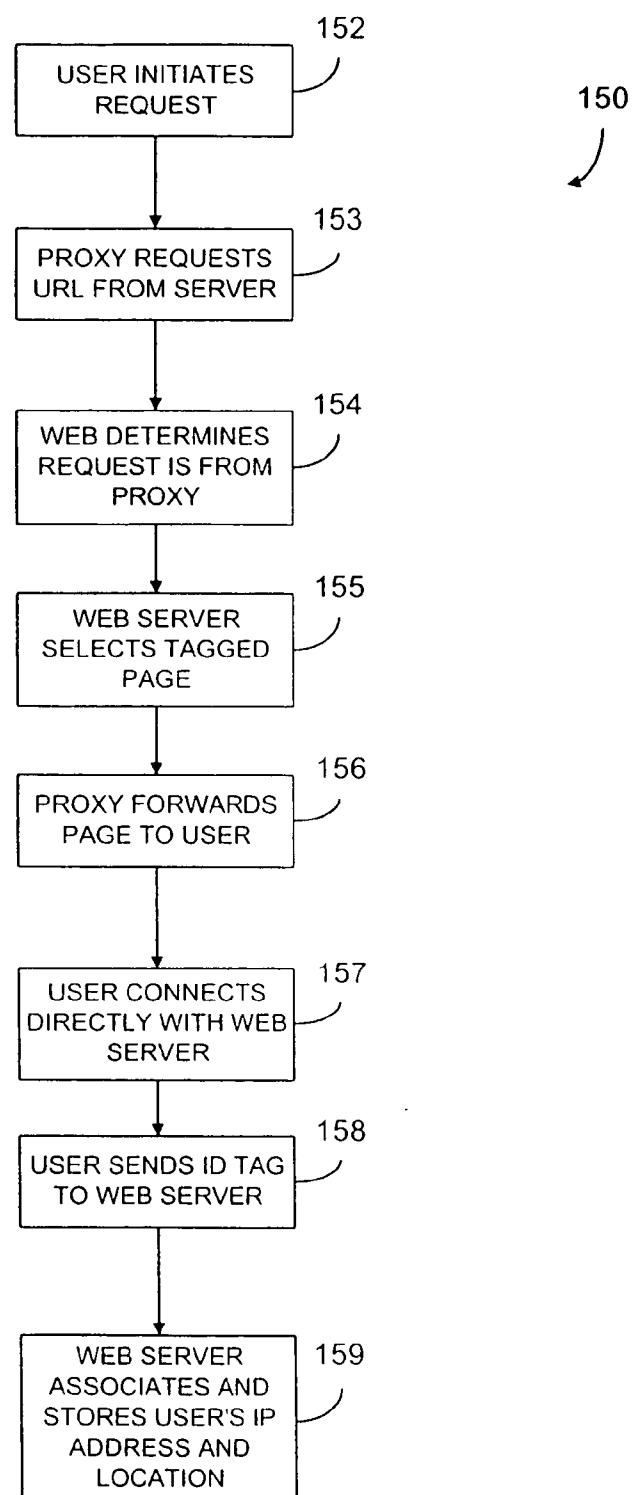 152
USER INITIATES
REQUEST
150
153
PROXY REQUESTS
URL FROM SERVER
154
WEB DETERMINES
REQUEST IS FROM
PROXY
155
WEB SERVER
SELECTS TAGGED
PAGE
156
PROXY FORWARDS
PAGE TO USER
157
USER CONNECTS
DIRECTLY WITH WEB
SERVER
158
USER SENDS ID TAG
TO WEB SERVER
159
WEB SERVER
ASSOCIATES AND
STORES USER'S IP
ADDRESS AND
LOCATION